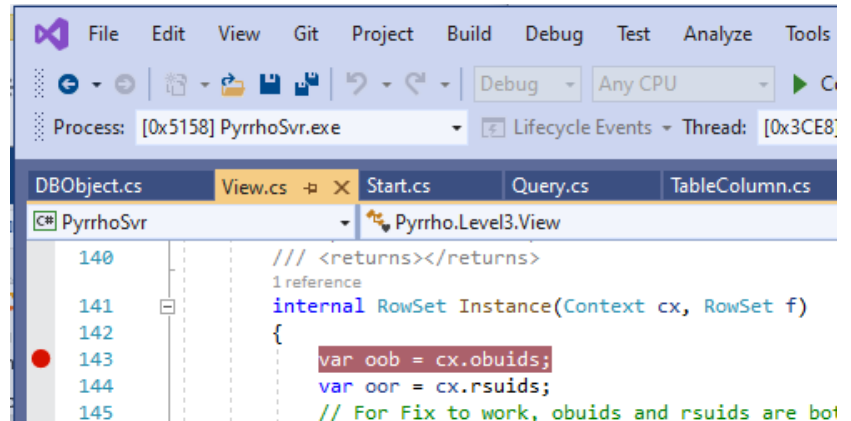 File Edit View Git Project Build Debug Test Analyze Tools
Debug Any CPU
Process: [0x5158] PyrrhoSvr.exe Lifecycle Events Thread: [0x3CE8]
DBObject.cs View.cs Start.cs Query.cs TableColumn.cs
C# PyrrhoSvr Pyrrho.Level3.View
140 /// <returns></returns>
1 reference
141 internal RowSet Instance(Context cx, RowSet f)
142 {
143 var oob = cx.obuids;
144 var oor = cx.rsuids;
145 // For Fix to work, obuids and rsuids are